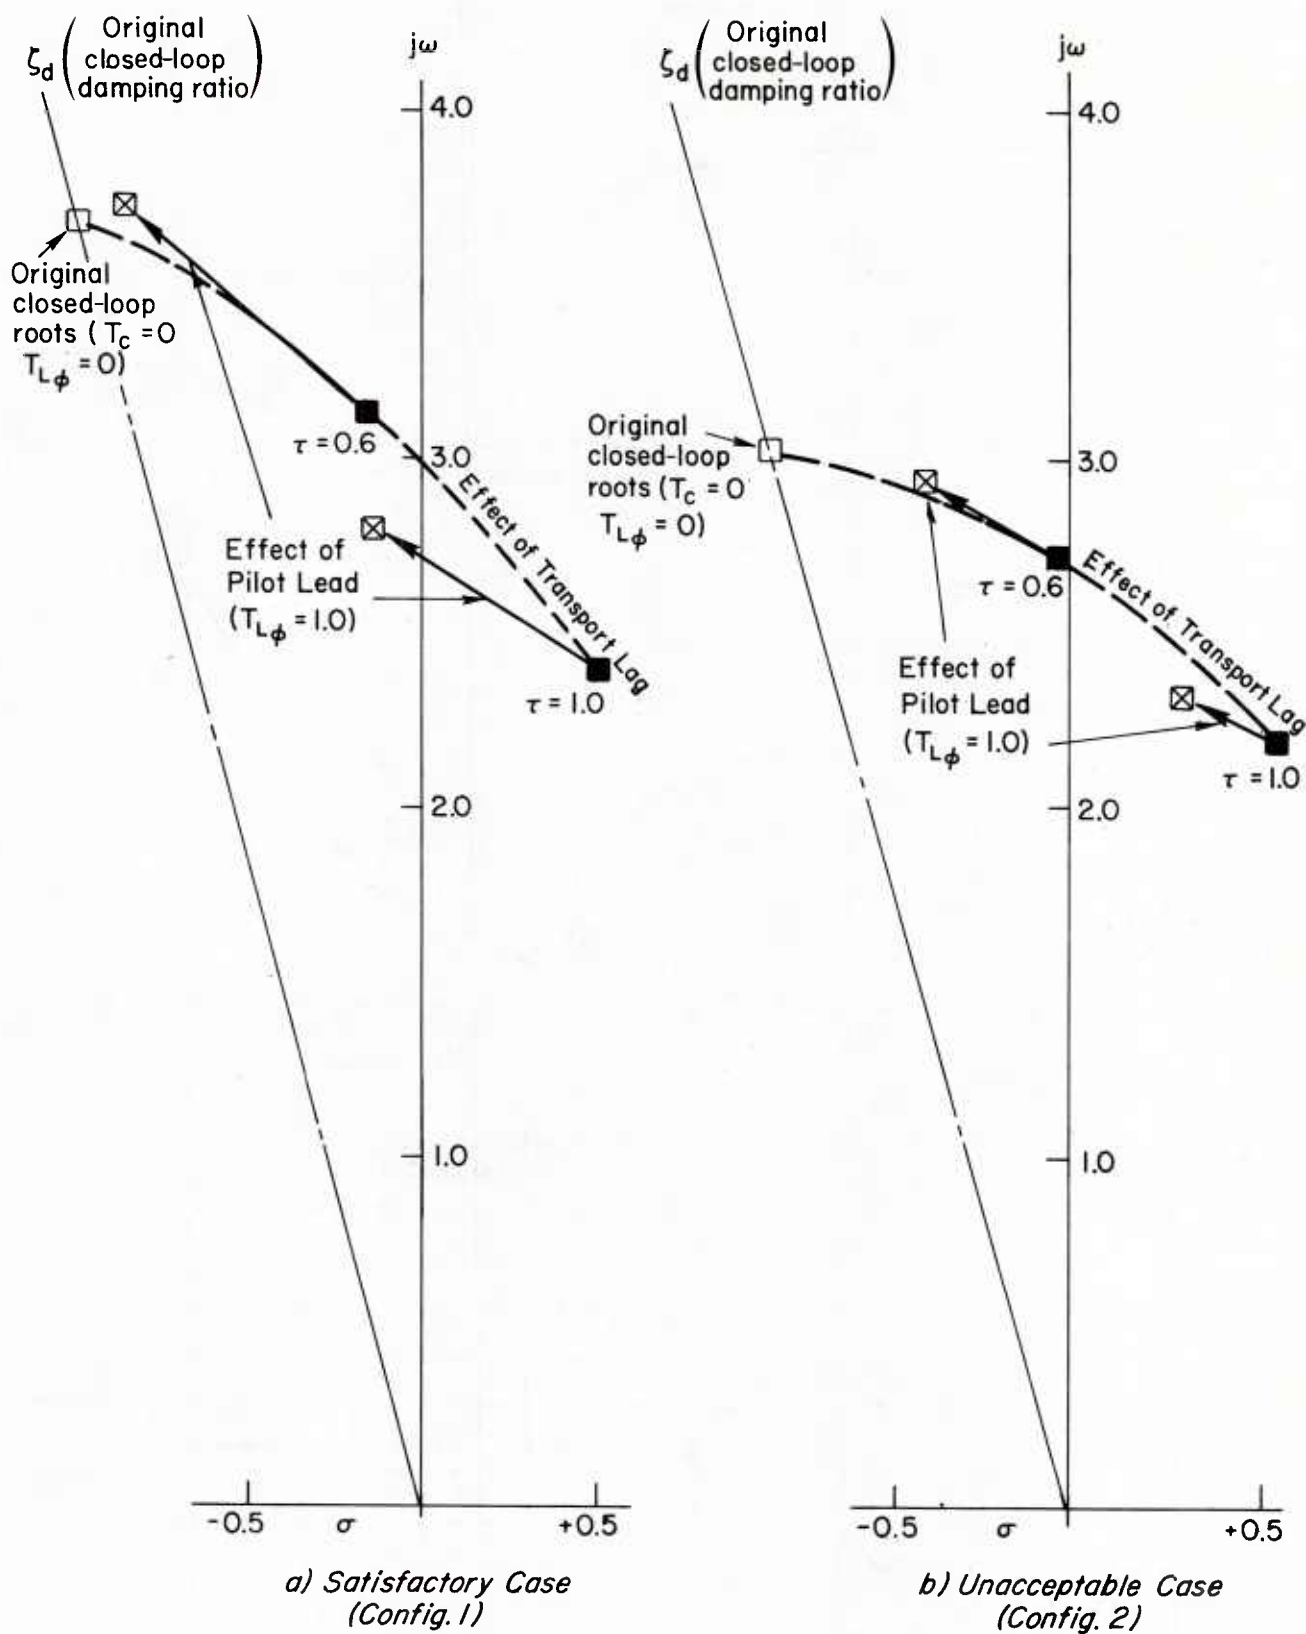 ζd ( Original
closed-loop
damping ratio )
jω
4.0
Original
closed-loop
roots ( Tc = 0
TLφ = 0)
τ = 0.6
3.0
Effect of Transport Lag
Effect of
Pilot Lead
(TLφ = 1.0)
τ = 1.0
2.0
1.0
-0.5
σ
0
+0.5
a) Satisfactory Case
(Config. 1)
ζd ( Original
closed-loop
damping ratio )
jω
4.0
Original
closed-loop
roots (Tc = 0
TLφ = 0)
3.0
τ = 0.6
Effect of Transport Lag
Effect of
Pilot Lead
(TLφ = 1.0)
τ = 1.0
2.0
1.0
-0.5
σ
0
+0.5
b) Unacceptable Case
(Config. 2)